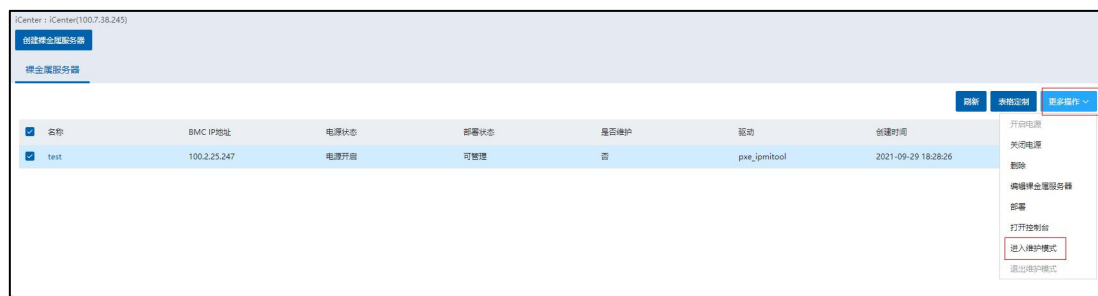 iCenter : iCenter(100.7.38.245)
创建裸金属服务器
裸金属服务器
刷新 表格定制 更多操作
名称 BMC IP地址 电源状态 部署状态 是否维护 驱动 创建时间
test 100.2.25.247 电源开启 可管理 否 pxe_ipmitool 2021-09-29 18:28:26
开启电源
关闭电源
删除
编辑裸金属服务器
部署
打开控制台
进入维护模式
退出维护模式